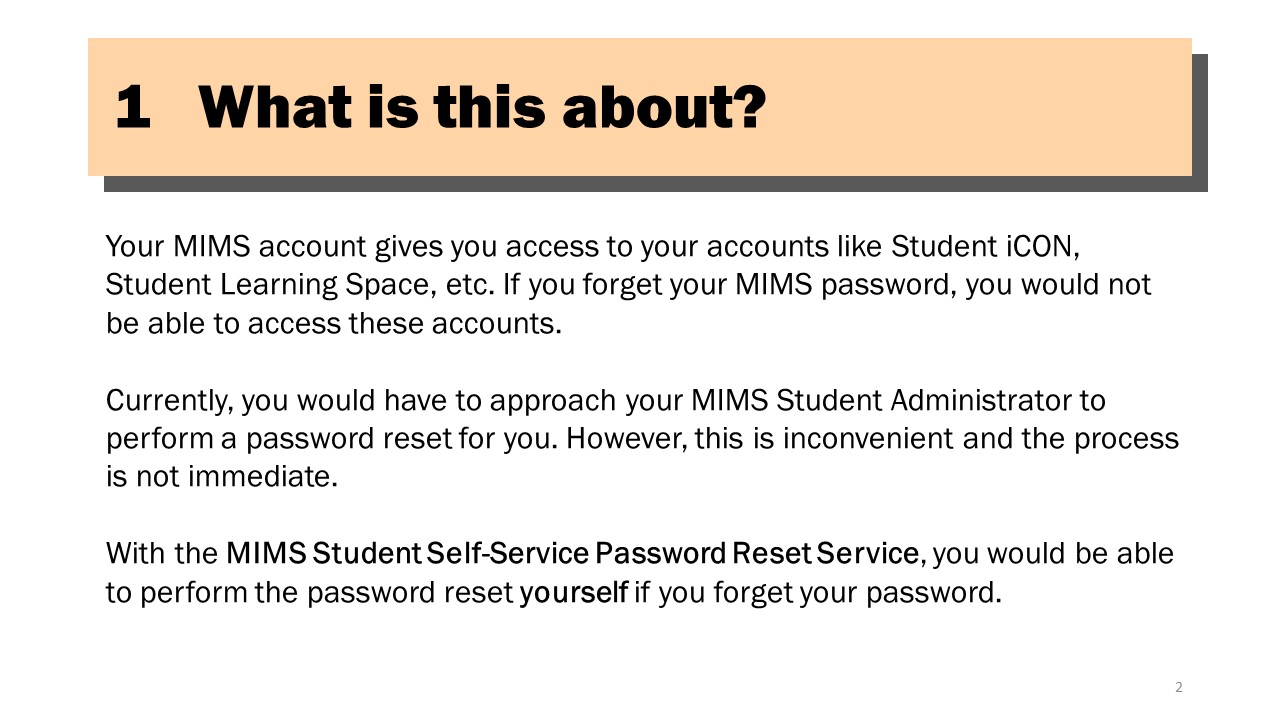 1 What is this about?
Your MIMS account gives you access to your accounts like Student iCON,
Student Learning Space, etc. If you forget your MIMS password, you would not
be able to access these accounts.
Currently, you would have to approach your MIMS Student Administrator to
perform a password reset for you. However, this is inconvenient and the process
is not immediate.
With the MIMS Student Self-Service Password Reset Service, you would be able
to perform the password reset yourself if you forget your password.
2